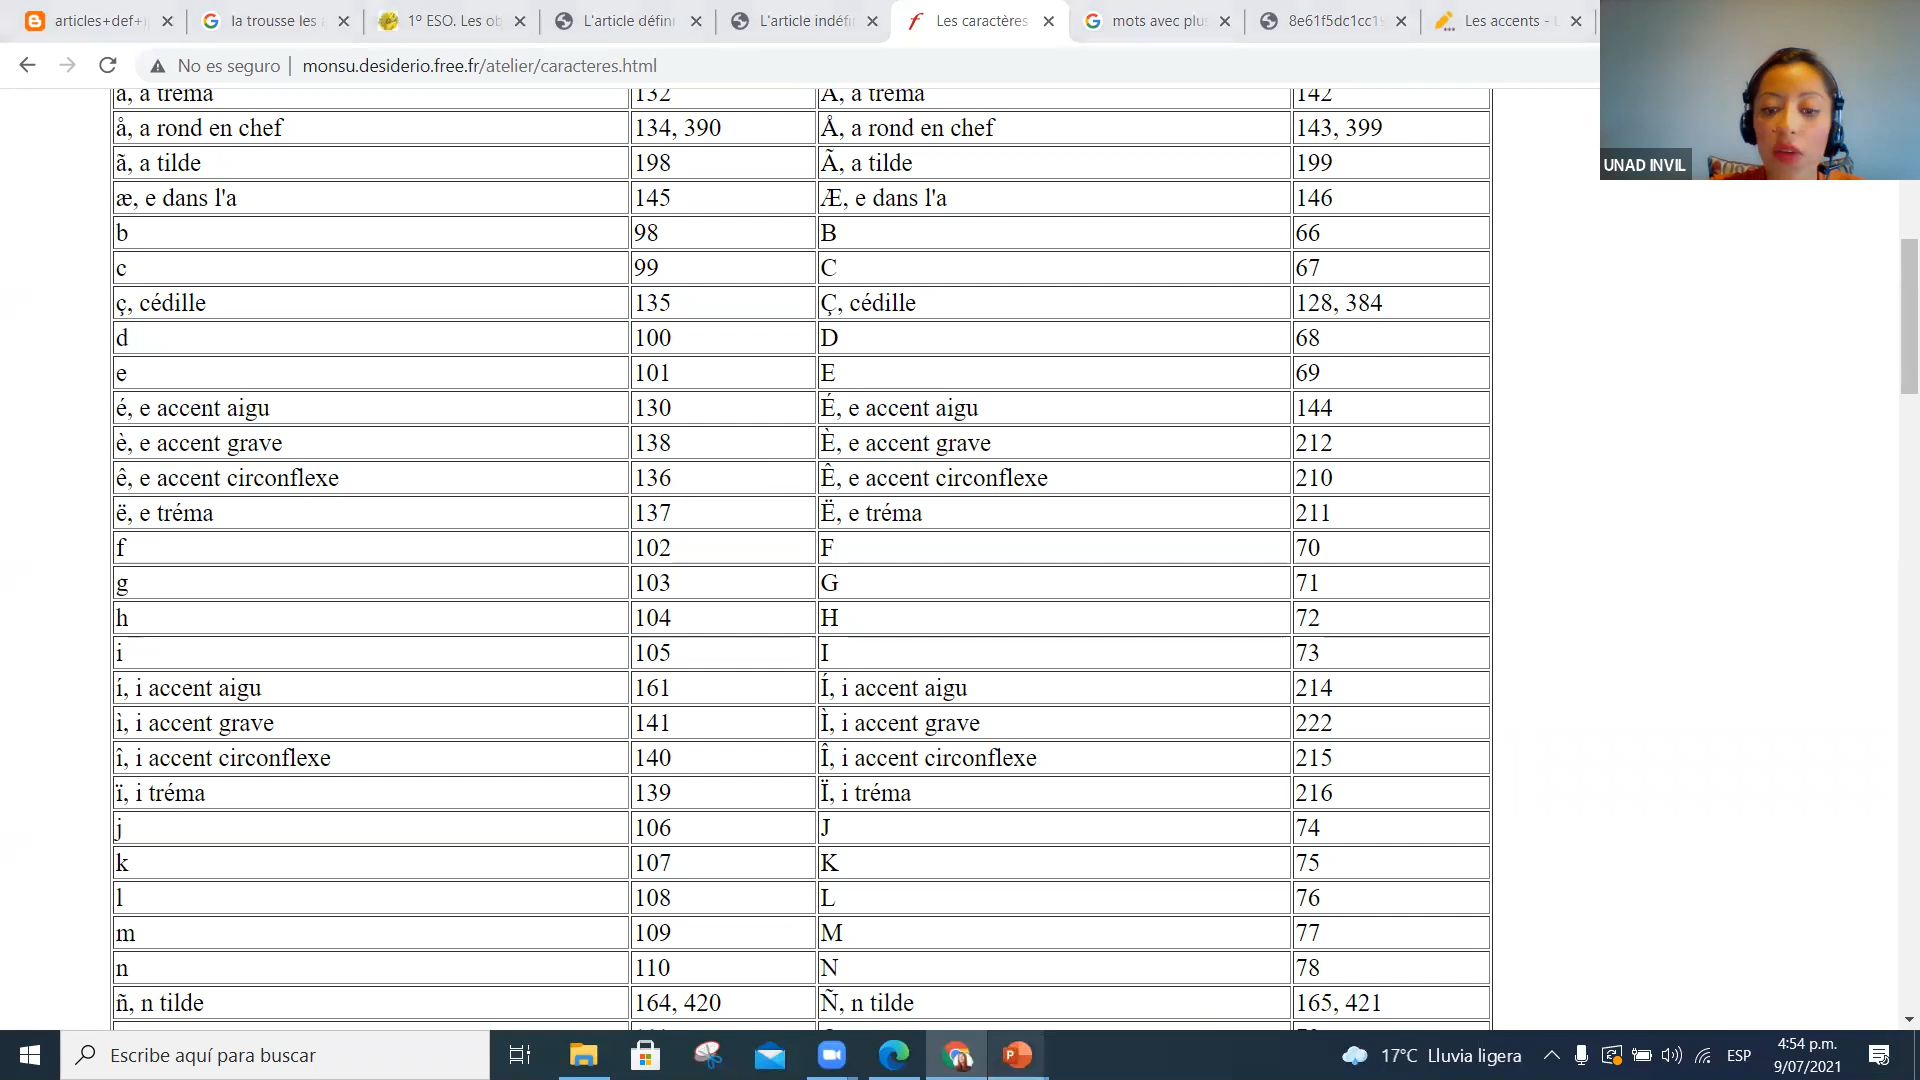 articles+def+
la trousse les
1º ESO. Les ob
L'article défin
L'article indéfi
Les caractères
mots avec plu
8e61f5dc1cc1
Les accents -
No es seguro | monsu.desiderio.free.fr/atelier/caracteres.html
UNAD INVIL
ä, a tréma 132 Ä, a tréma 142
å, a rond en chef 134, 390 Å, a rond en chef 143, 399
ã, a tilde 198 Ã, a tilde 199
æ, e dans l'a 145 Æ, e dans l'a 146
b 98 B 66
c 99 C 67
ç, cédille 135 Ç, cédille 128, 384
d 100 D 68
e 101 E 69
é, e accent aigu 130 É, e accent aigu 144
è, e accent grave 138 È, e accent grave 212
ê, e accent circonflexe 136 Ê, e accent circonflexe 210
ë, e tréma 137 Ë, e tréma 211
f 102 F 70
g 103 G 71
h 104 H 72
i 105 I 73
í, i accent aigu 161 Í, i accent aigu 214
ì, i accent grave 141 Ì, i accent grave 222
î, i accent circonflexe 140 Î, i accent circonflexe 215
ï, i tréma 139 Ï, i tréma 216
j 106 J 74
k 107 K 75
l 108 L 76
m 109 M 77
n 110 N 78
ñ, n tilde 164, 420 Ñ, n tilde 165, 421
Escribe aquí para buscar
17°C Lluvia ligera
ESP
4:54 p.m.
9/07/2021